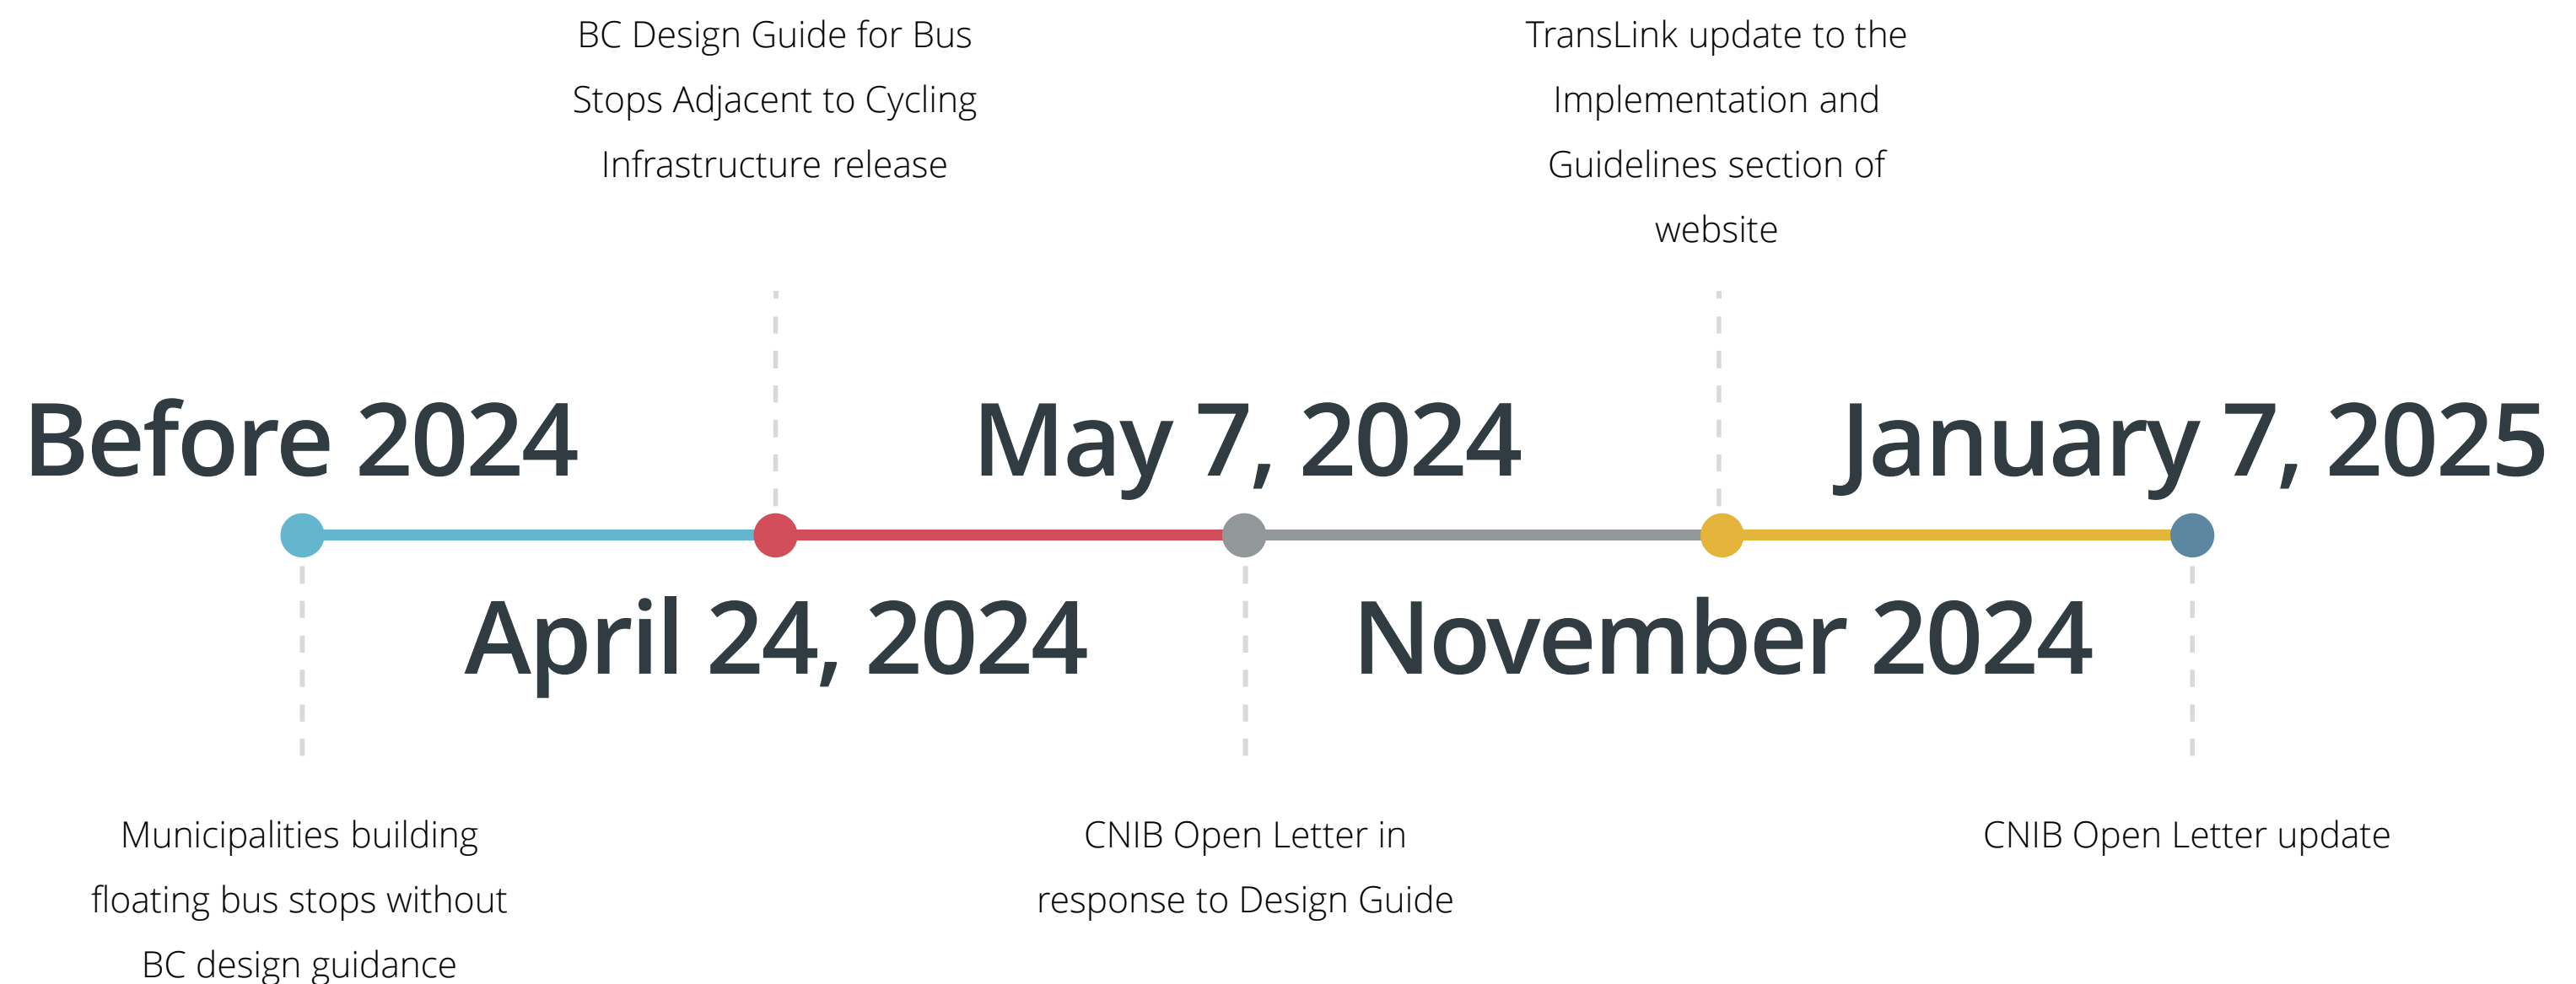 BC Design Guide for Bus
Stops Adjacent to Cycling
Infrastructure release
TransLink update to the
Implementation and
Guidelines section of
website
Before 2024
May 7, 2024
January 7, 2025
April 24, 2024
November 2024
Municipalities building
floating bus stops without
BC design guidance
CNIB Open Letter in
response to Design Guide
CNIB Open Letter update